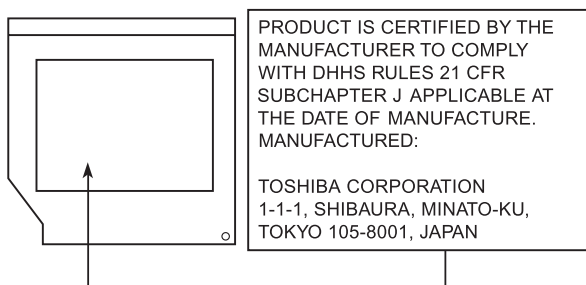 PRODUCT IS CERTIFIED BY THE
MANUFACTURER TO COMPLY
WITH DHHS RULES 21 CFR
SUBCHAPTER J APPLICABLE AT
THE DATE OF MANUFACTURE.
MANUFACTURED:
TOSHIBA CORPORATION
1-1-1, SHIBAURA, MINATO-KU,
TOKYO 105-8001, JAPAN